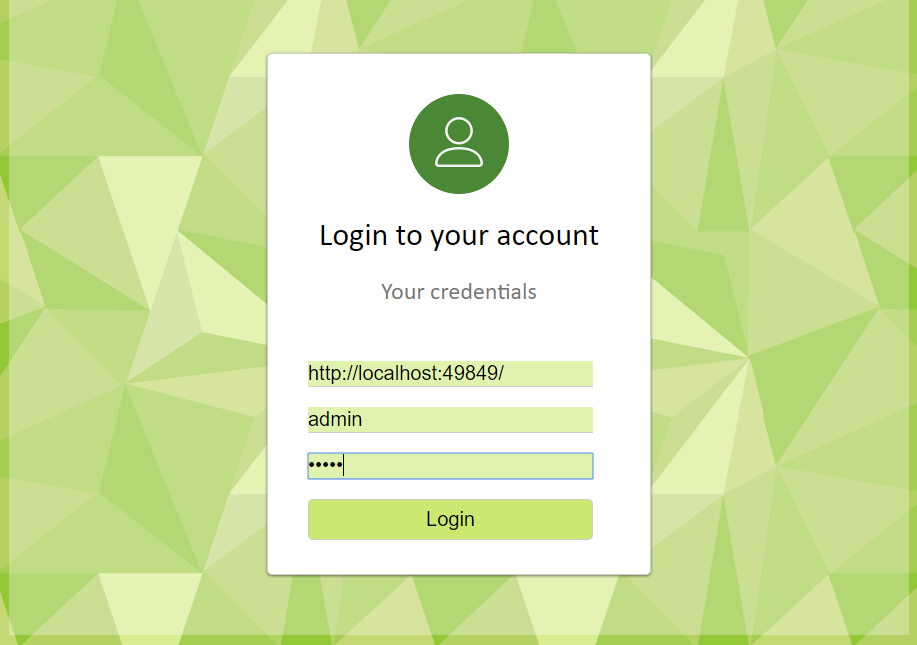 Login to your account
Your credentials
http://localhost:49849/
admin
•••••
Login